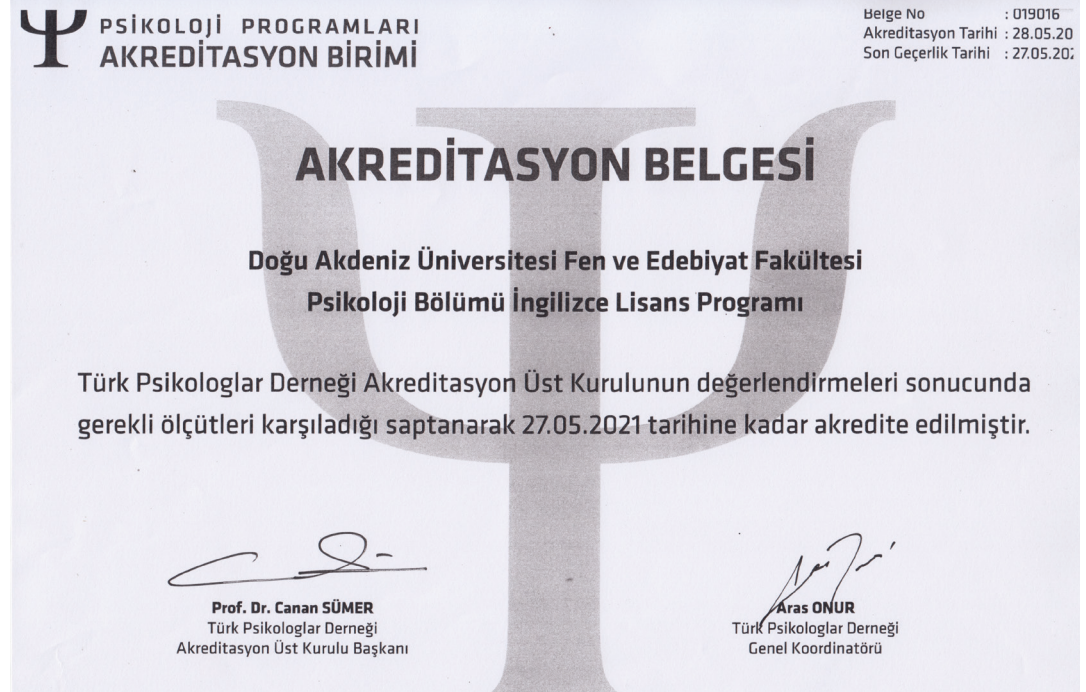 PSİKOLOJİ PROGRAMLARI
AKREDİTASYON BİRİMİ
Belge No : 019016
Akreditasyon Tarihi : 28.05.20
Son Geçerlik Tarihi : 27.05.202
AKREDİTASYON BELGESİ
Doğu Akdeniz Üniversitesi Fen ve Edebiyat Fakültesi
Psikoloji Bölümü İngilizce Lisans Programı
Türk Psikologlar Derneği Akreditasyon Üst Kurulunun değerlendirmeleri sonucunda
gerekli ölçütleri karşıladığı saptanarak 27.05.2021 tarihine kadar akredite edilmiştir.
Prof. Dr. Canan SÜMER
Türk Psikologlar Derneği
Akreditasyon Üst Kurulu Başkanı
Aras ONUR
Türk Psikologlar Derneği
Genel Koordinatörü